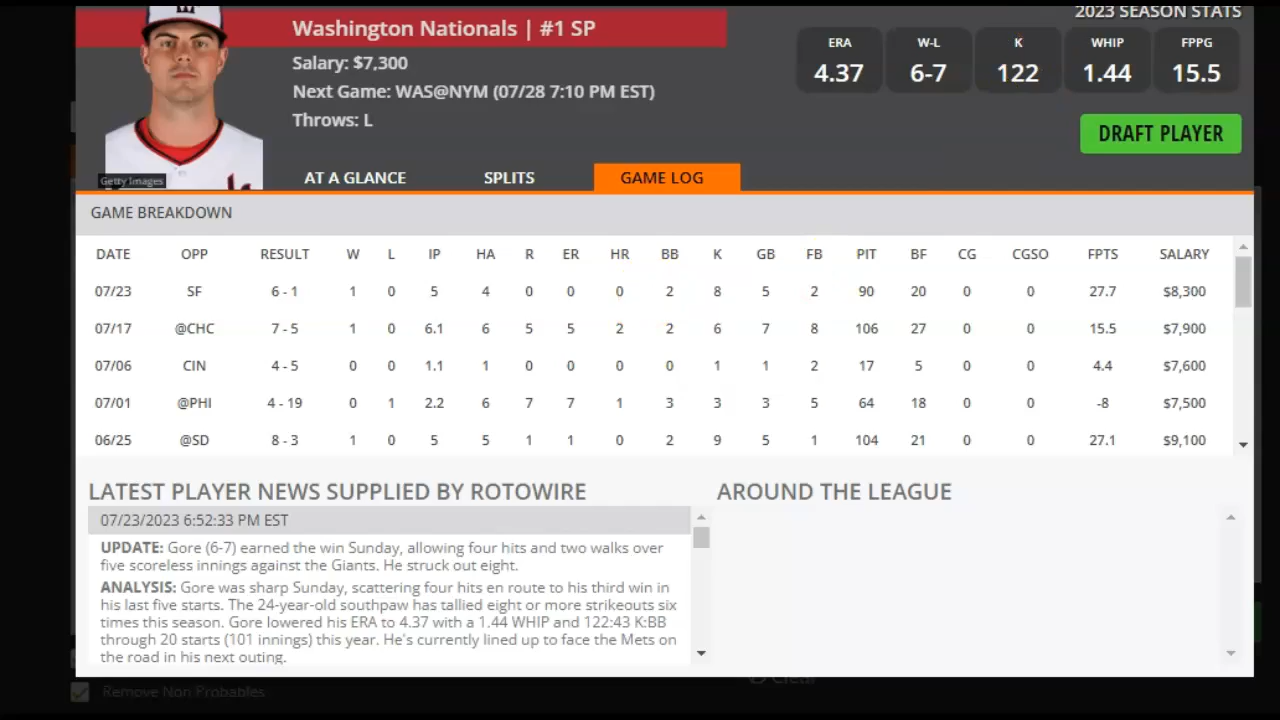 2023 SEASON STATS
Washington Nationals | #1 SP
Salary: $7,300
Next Game: WAS@NYM (07/28 7:10 PM EST)
Throws: L
ERA W-L K WHIP FPPG
4.37 6-7 122 1.44 15.5
DRAFT PLAYER
Getty Images
AT A GLANCE SPLITS GAME LOG
GAME BREAKDOWN
DATE OPP RESULT W L IP HA R ER HR BB K GB FB PIT BF CG CGSO FPTS SALARY
07/23 SF 6 - 1 1 0 5 4 0 0 0 2 8 5 2 90 20 0 0 27.7 $8,300
07/17 @CHC 7 - 5 1 0 6.1 6 5 5 2 2 6 7 8 106 27 0 0 15.5 $7,900
07/06 CIN 4 - 5 0 0 1.1 1 0 0 0 0 1 1 2 17 5 0 0 4.4 $7,600
07/01 @PHI 4 - 19 0 1 2.2 6 7 7 1 3 3 3 5 64 18 0 0 -8 $7,500
06/25 @SD 8 - 3 1 0 5 5 1 1 0 2 9 5 1 104 21 0 0 27.1 $9,100
LATEST PLAYER NEWS SUPPLIED BY ROTOWIRE
07/23/2023 6:52:33 PM EST
UPDATE: Gore (6-7) earned the win Sunday, allowing four hits and two walks over
five scoreless innings against the Giants. He struck out eight.
ANALYSIS: Gore was sharp Sunday, scattering four hits en route to his third win in
his last five starts. The 24-year-old southpaw has tallied eight or more strikeouts six
times this season. Gore lowered his ERA to 4.37 with a 1.44 WHIP and 122:43 K:BB
through 20 starts (101 innings) this year. He's currently lined up to face the Mets on
the road in his next outing.
AROUND THE LEAGUE
Remove Non Probables
Clear